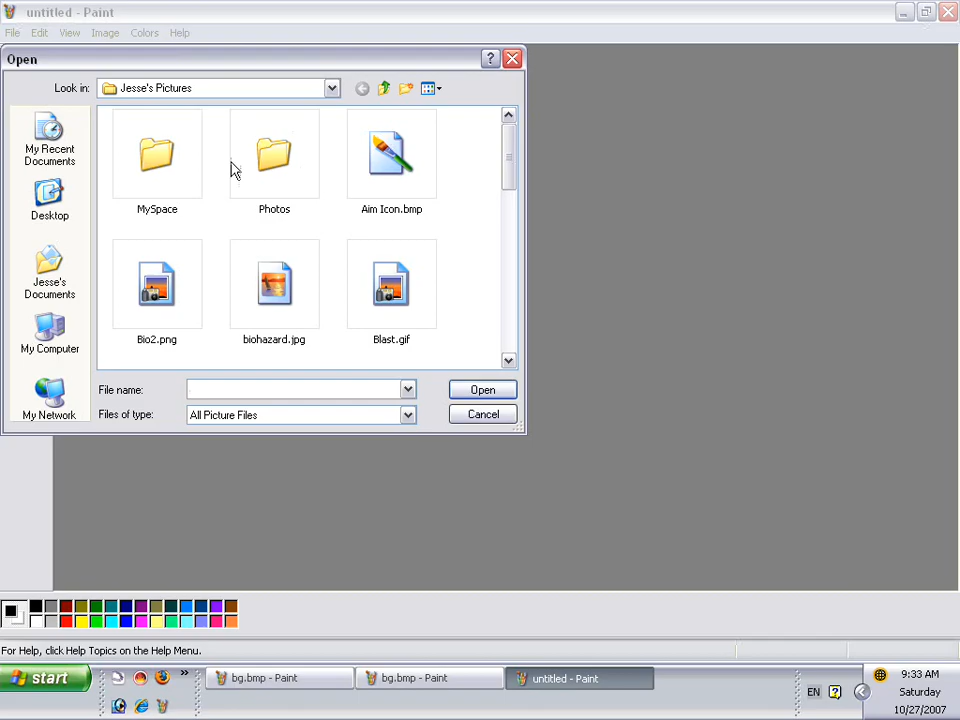 untitled - Paint
File Edit View Image Colors Help
Open
Look in: Jesse's Pictures
My Recent
Documents
Desktop
Jesse's
Documents
My Computer
My Network
MySpace Photos Aim Icon.bmp
Bio2.png biohazard.jpg Blast.gif
File name: Open
Files of type: All Picture Files Cancel
For Help, click Help Topics on the Help Menu.
start bg.bmp - Paint bg.bmp - Paint untitled - Paint EN
9:33 AM
Saturday
10/27/2007